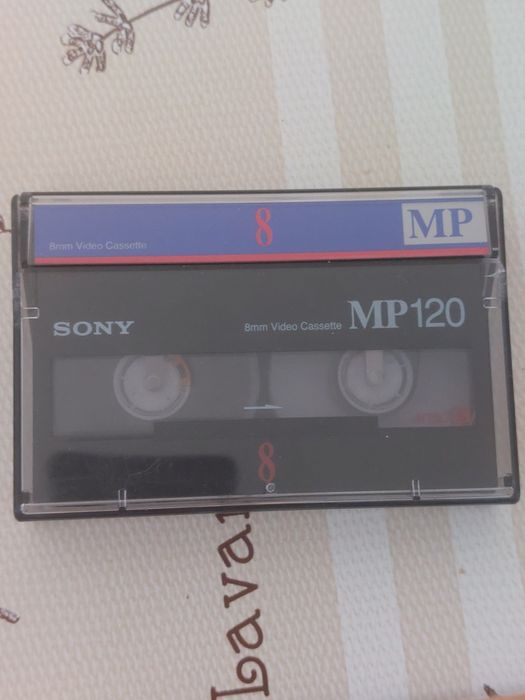 8
MP
8mm Video Cassette
SONY
8mm Video Cassette MP120
8
Lava